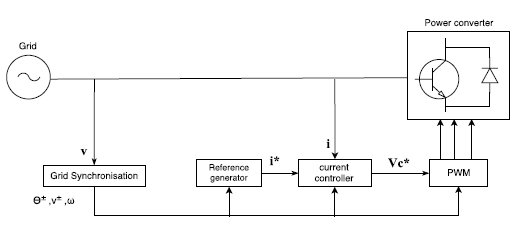 Power converter
Grid
v
i
Grid Synchronisation
Reference
generator
i*
current
controller
Vc*
PWM
Θ± ,v± ,ω